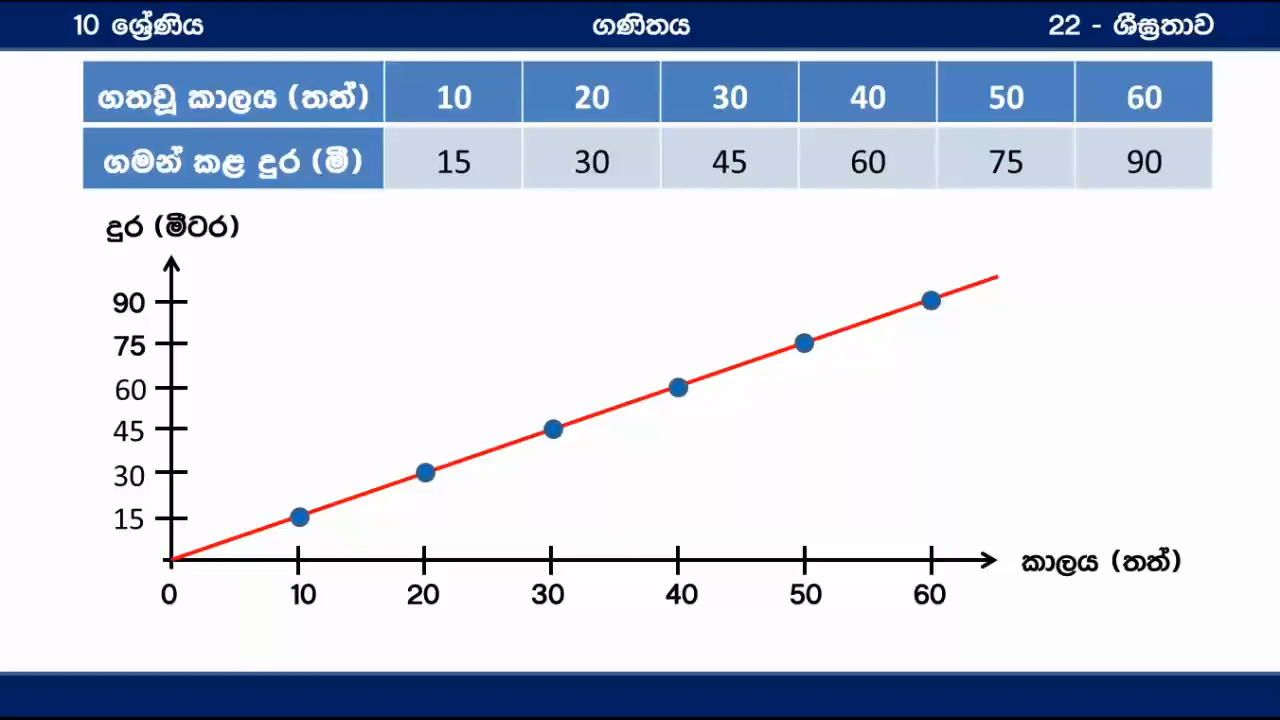 10 ශ්‍රේණිය ගණිතය 22 - ශීඝ්‍රතාව
ගතවූ කාලය (තත්) 10 20 30 40 50 60
ගමන් කළ දුර (මී) 15 30 45 60 75 90
දුර (මීටර)
90
75
60
45
30
15
කාලය (තත්)
0 10 20 30 40 50 60